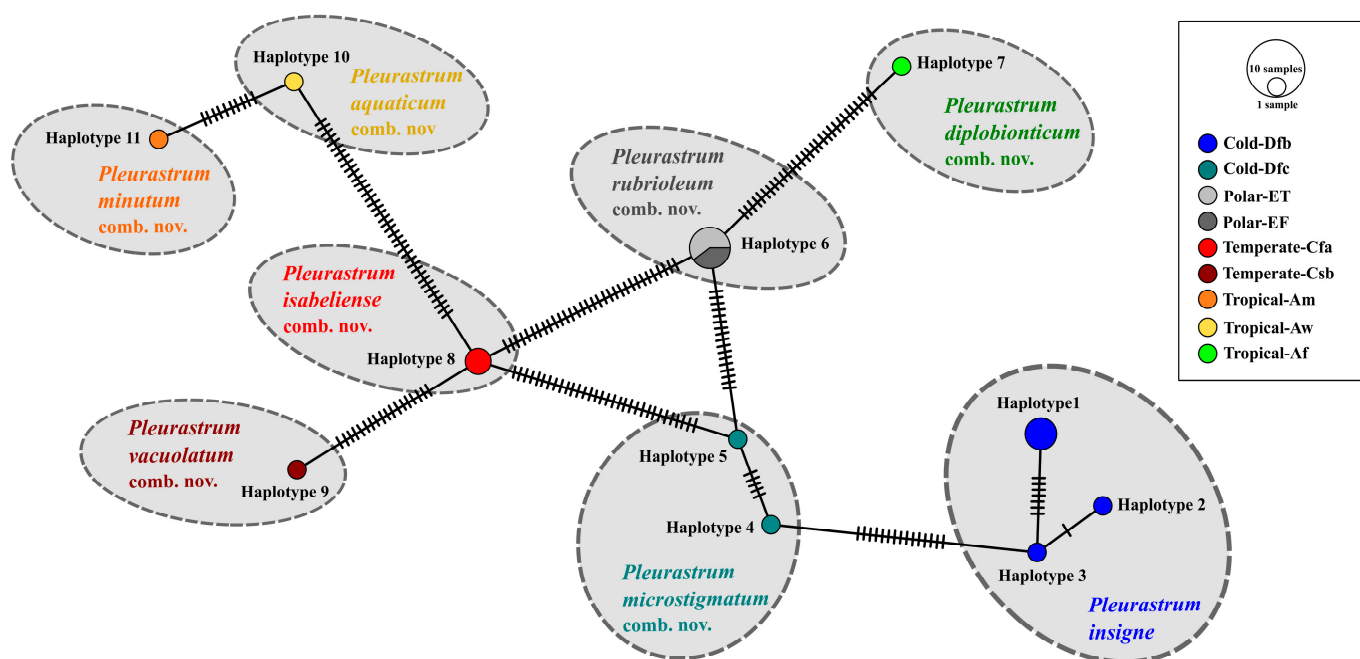 Haplotype 10
Pleurastrum
aquaticum
comb. nov
Haplotype 11
Pleurastrum
minutum
comb. nov.
Haplotype 7
Pleurastrum
diplobionticum
comb. nov.
Pleurastrum
rubrioleum
comb. nov.
Haplotype 6
Pleurastrum
isabeliense
comb. nov.
Haplotype 8
Pleurastrum
vacuolatum
comb. nov.
Haplotype 9
Haplotype 5
Haplotype 4
Pleurastrum
microstigmatum
comb. nov.
Haplotype1
Haplotype 2
Haplotype 3
Pleurastrum
insigne
10 samples
1 sample
Cold-Dfb
Cold-Dfc
Polar-ET
Polar-EF
Temperate-Cfa
Temperate-Csb
Tropical-Am
Tropical-Aw
Tropical-Af